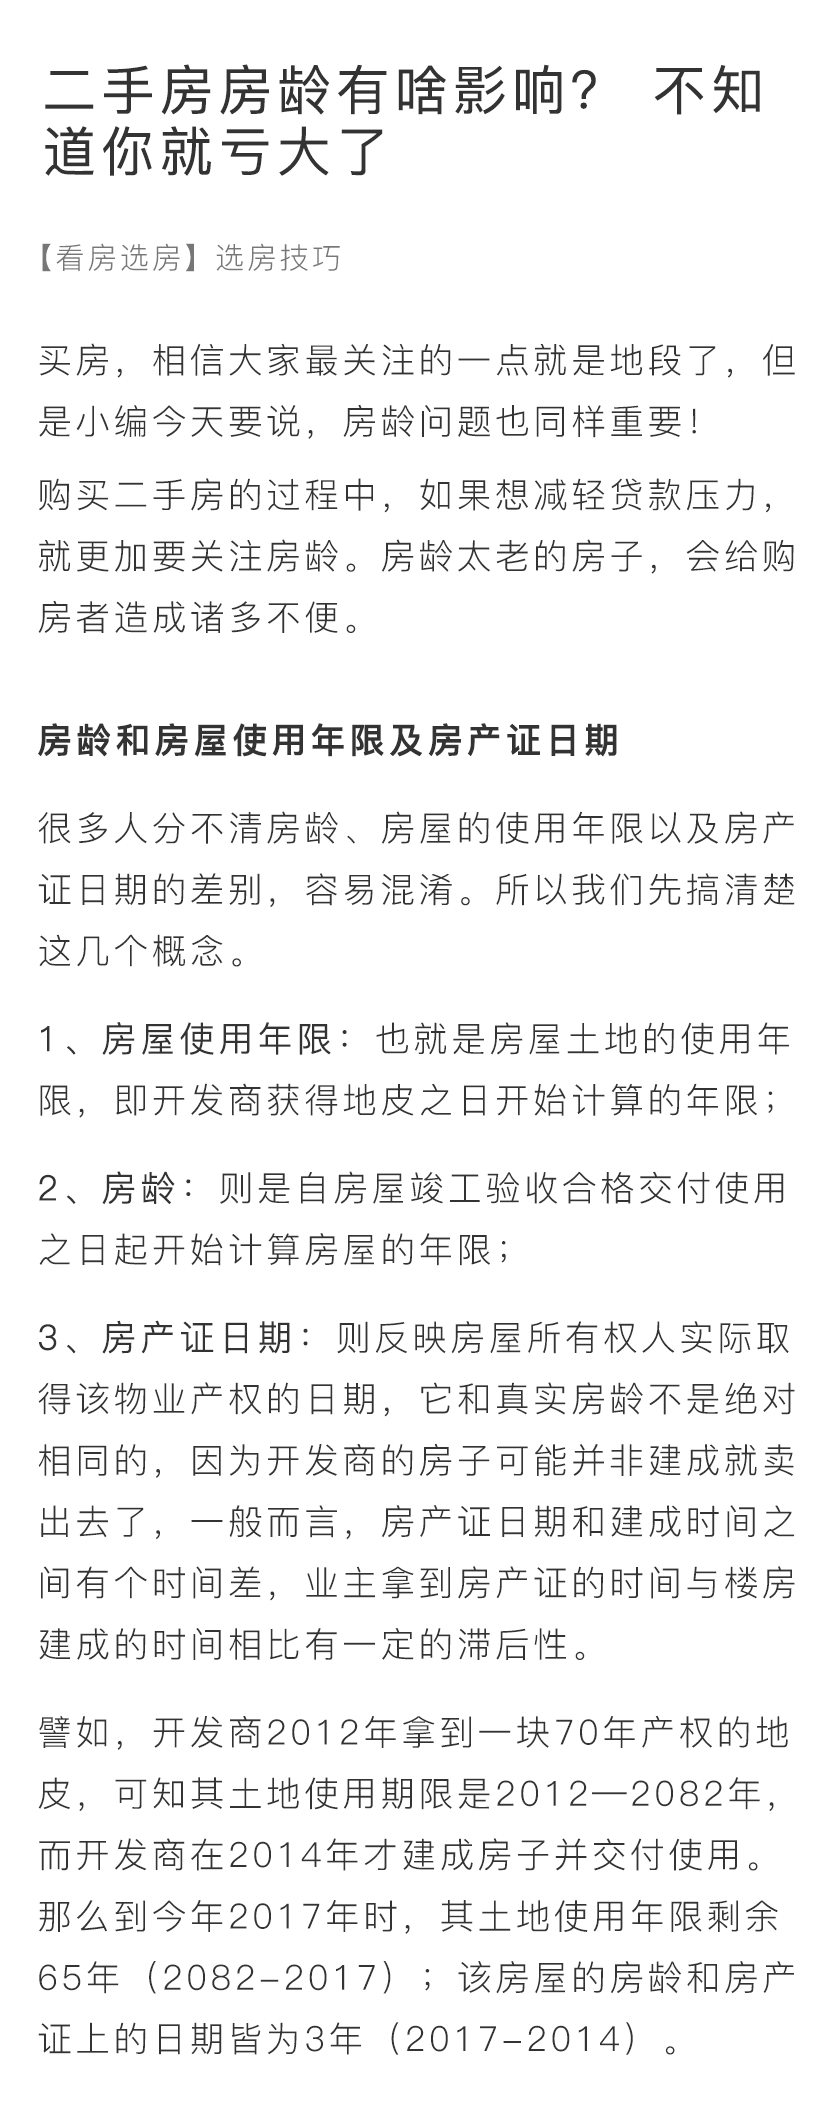 二手房房龄有啥影响？ 不知
道你就亏大了
【看房选房】选房技巧
买房，相信大家最关注的一点就是地段了，但
是小编今天要说，房龄问题也同样重要！
购买二手房的过程中，如果想减轻贷款压力，
就更加要关注房龄。房龄太老的房子，会给购
房者造成诸多不便。
房龄和房屋使用年限及房产证日期
很多人分不清房龄、房屋的使用年限以及房产
证日期的差别，容易混淆。所以我们先搞清楚
这几个概念。
1、房屋使用年限：也就是房屋土地的使用年
限，即开发商获得地皮之日开始计算的年限；
2、房龄：则是自房屋竣工验收合格交付使用
之日起开始计算房屋的年限；
3、房产证日期：则反映房屋所有权人实际取
得该物业产权的日期，它和真实房龄不是绝对
相同的，因为开发商的房子可能并非建成就卖
出去了，一般而言，房产证日期和建成时间之
间有个时间差，业主拿到房产证的时间与楼房
建成的时间相比有一定的滞后性。
譬如，开发商2012年拿到一块70年产权的地
皮，可知其土地使用期限是2012—2082年，
而开发商在2014年才建成房子并交付使用。
那么到今年2017年时，其土地使用年限剩余
65年（2082-2017）；该房屋的房龄和房产
证上的日期皆为3年（2017-2014）。